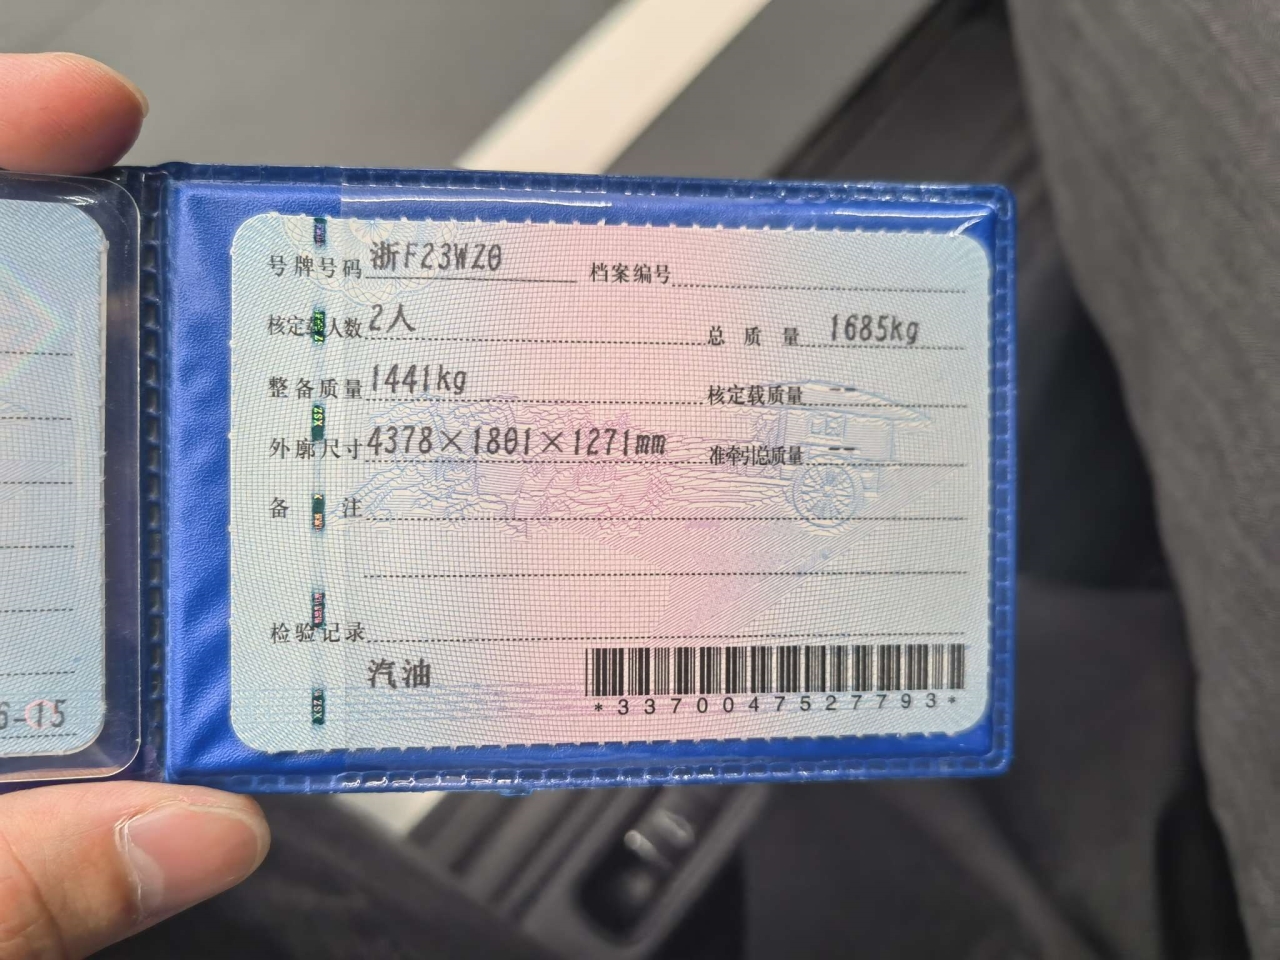 号牌号码 浙F23WZ0 档案编号
核定载人数 2人 总质量 1685kg
整备质量 1441kg 核定载质量 --
外廓尺寸 4378×1801×1271mm 准牵引总质量 --
备注
检验记录
汽油
*3370047527793*
6-15
XSZ
XSZ